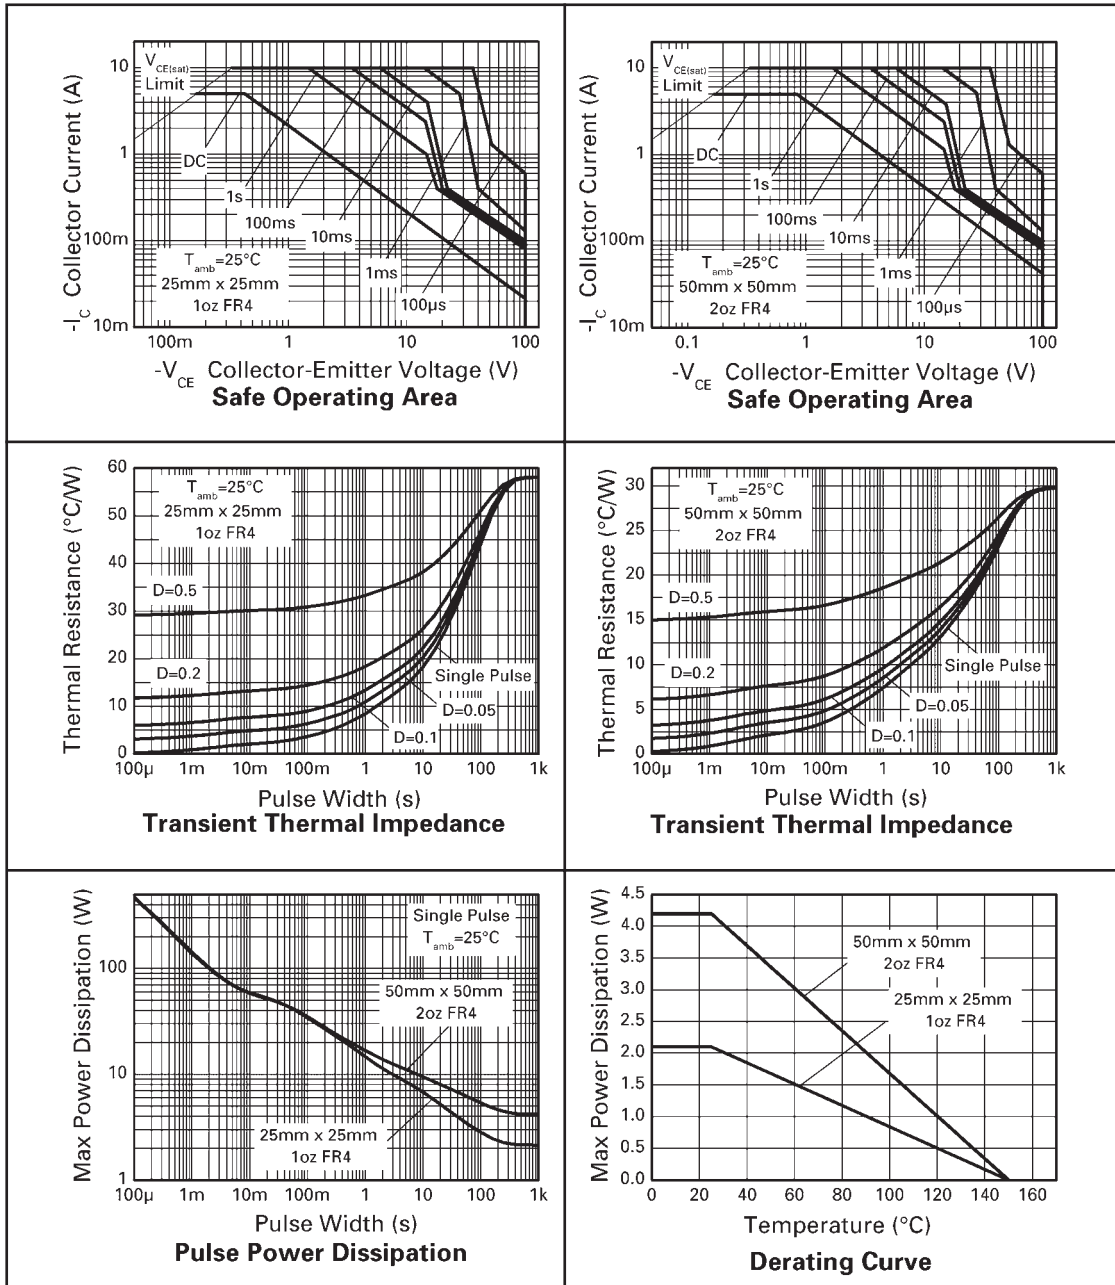 -I_C Collector Current (A)
10
1
100m
10m
V_CE(sat)
Limit
DC
1s
100ms
10ms
1ms
100µs
T_amb=25°C
25mm x 25mm
1oz FR4
100m 1 10 100
-V_CE Collector-Emitter Voltage (V)
Safe Operating Area
-I_C Collector Current (A)
10
1
100m
10m
V_CE(sat)
Limit
DC
1s
100ms
10ms
1ms
100µs
T_amb=25°C
50mm x 50mm
2oz FR4
0.1 1 10 100
-V_CE Collector-Emitter Voltage (V)
Safe Operating Area
Thermal Resistance (°C/W)
60
50
40
30
20
10
0
T_amb=25°C
25mm x 25mm
1oz FR4
D=0.5
D=0.2
Single Pulse
D=0.05
D=0.1
100µ 1m 10m 100m 1 10 100 1k
Pulse Width (s)
Transient Thermal Impedance
Thermal Resistance (°C/W)
30
25
20
15
10
5
0
T_amb=25°C
50mm x 50mm
2oz FR4
D=0.5
D=0.2
Single Pulse
D=0.05
D=0.1
100µ 1m 10m 100m 1 10 100 1k
Pulse Width (s)
Transient Thermal Impedance
Max Power Dissipation (W)
100
10
1
Single Pulse
T_amb=25°C
50mm x 50mm
2oz FR4
25mm x 25mm
1oz FR4
100µ 1m 10m 100m 1 10 100 1k
Pulse Width (s)
Pulse Power Dissipation
Max Power Dissipation (W)
4.5
4.0
3.5
3.0
2.5
2.0
1.5
1.0
0.5
0.0
50mm x 50mm
2oz FR4
25mm x 25mm
1oz FR4
0 20 40 60 80 100 120 140 160
Temperature (°C)
Derating Curve